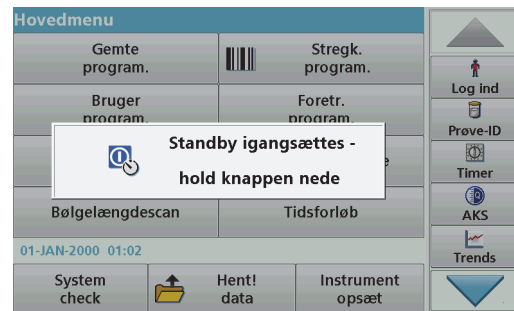 Hovedmenu
Gemte
program.
Stregk.
program.
Bruger
program.
Foretr.
program.
Standby igangsættes -
hold knappen nede
Bølgelængdescan
Tidsforløb
01-JAN-2000 01:02
System
check
Hent!
data
Instrument
opsæt
Log ind
Prøve-ID
Timer
AKS
Trends